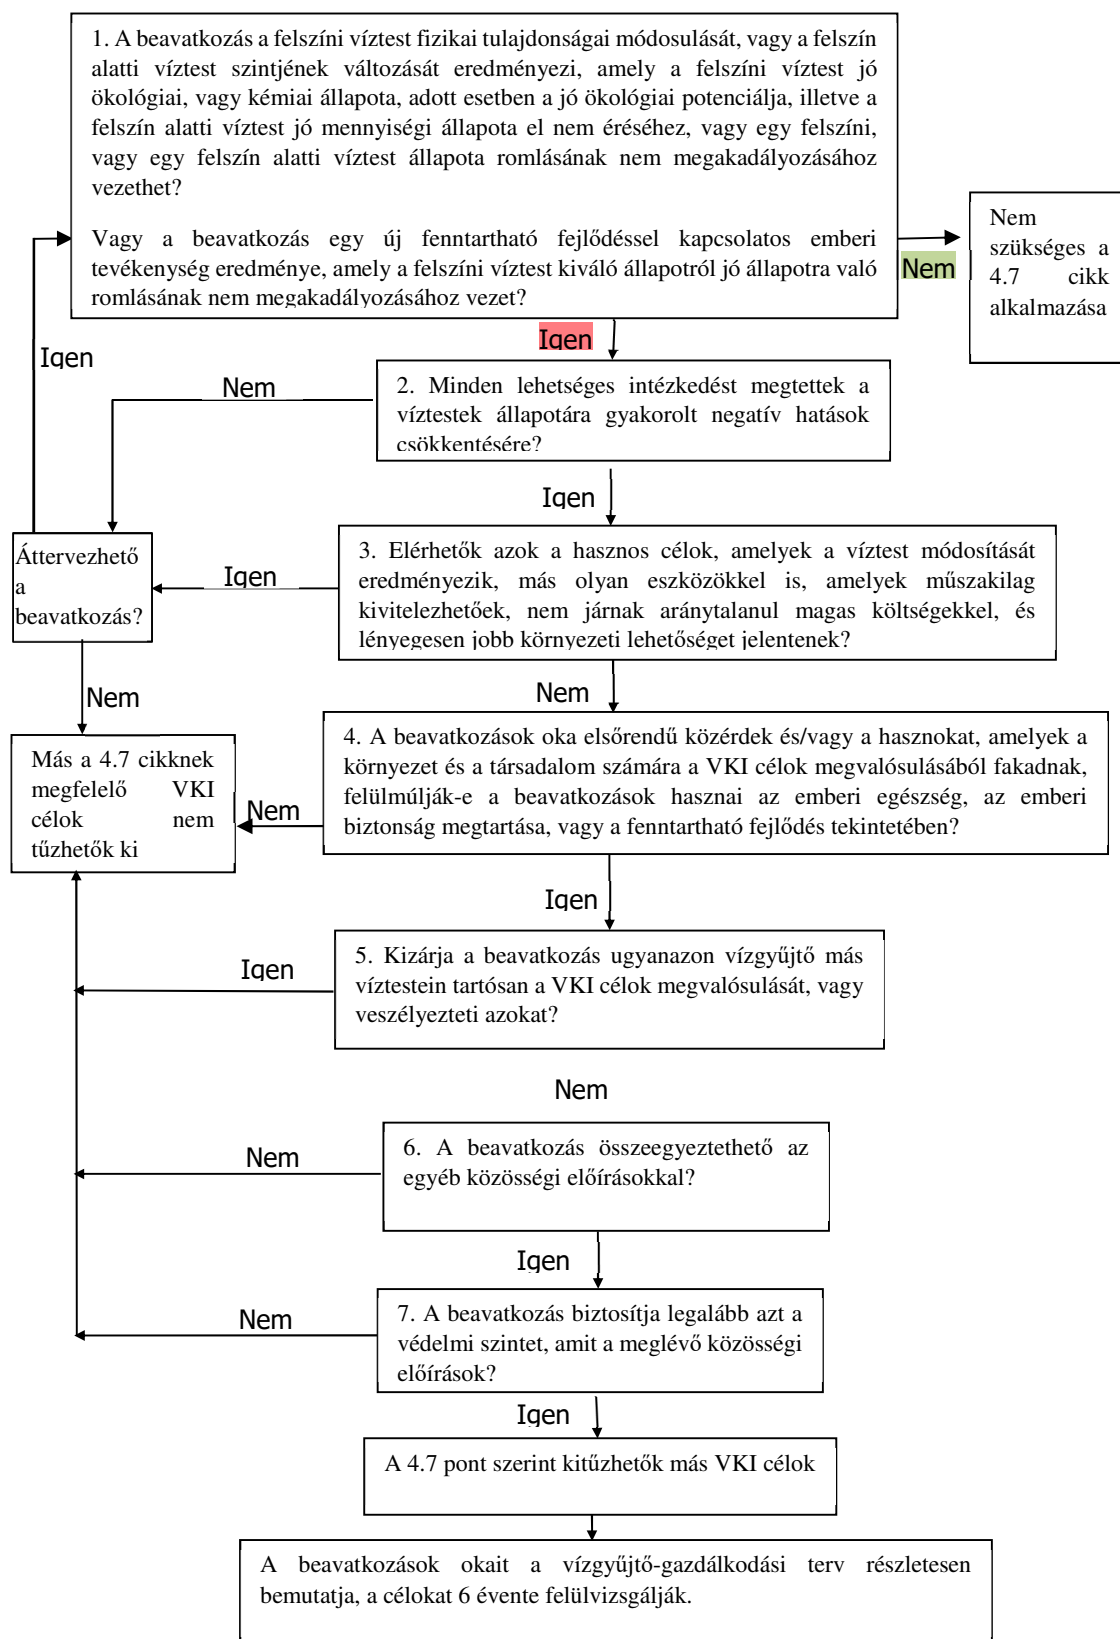 1. A beavatkozás a felszíni víztest fizikai tulajdonságai módosulását, vagy a felszín
alatti víztest szintjének változását eredményezi, amely a felszíni víztest jó
ökológiai, vagy kémiai állapota, adott esetben a jó ökológiai potenciálja, illetve a
felszín alatti víztest jó mennyiségi állapota el nem éréséhez, vagy egy felszíni,
vagy egy felszín alatti víztest állapota romlásának nem megakadályozásához
vezethet?
Vagy a beavatkozás egy új fenntartható fejlődéssel kapcsolatos emberi
tevékenység eredménye, amely a felszíni víztest kiváló állapotról jó állapotra való
romlásának nem megakadályozásához vezet?
Nem
Nem
szükséges a
4.7 cikk
alkalmazása
Igen
Igen
Nem
2. Minden lehetséges intézkedést megtettek a
víztestek állapotára gyakorolt negatív hatások
csökkentésére?
Igen
Áttervezhető
a
beavatkozás?
Igen
3. Elérhetők azok a hasznos célok, amelyek a víztest módosítását
eredményezik, más olyan eszközökkel is, amelyek műszakilag
kivitelezhetőek, nem járnak aránytalanul magas költségekkel, és
lényegesen jobb környezeti lehetőséget jelentenek?
Nem
Nem
Más a 4.7 cikknek
megfelelő VKI
célok nem
tűzhetők ki
Nem
4. A beavatkozások oka elsőrendű közérdek és/vagy a hasznokat, amelyek a
környezet és a társadalom számára a VKI célok megvalósulásából fakadnak,
felülmúlják-e a beavatkozások hasznai az emberi egészség, az emberi
biztonság megtartása, vagy a fenntartható fejlődés tekintetében?
Igen
Igen
5. Kizárja a beavatkozás ugyanazon vízgyűjtő más
víztestein tartósan a VKI célok megvalósulását, vagy
veszélyezteti azokat?
Nem
Nem
6. A beavatkozás összeegyeztethető az
egyéb közösségi előírásokkal?
Igen
Nem
7. A beavatkozás biztosítja legalább azt a
védelmi szintet, amit a meglévő közösségi
előírások?
Igen
A 4.7 pont szerint kitűzhetők más VKI célok
A beavatkozások okait a vízgyűjtő-gazdálkodási terv részletesen
bemutatja, a célokat 6 évente felülvizsgálják.